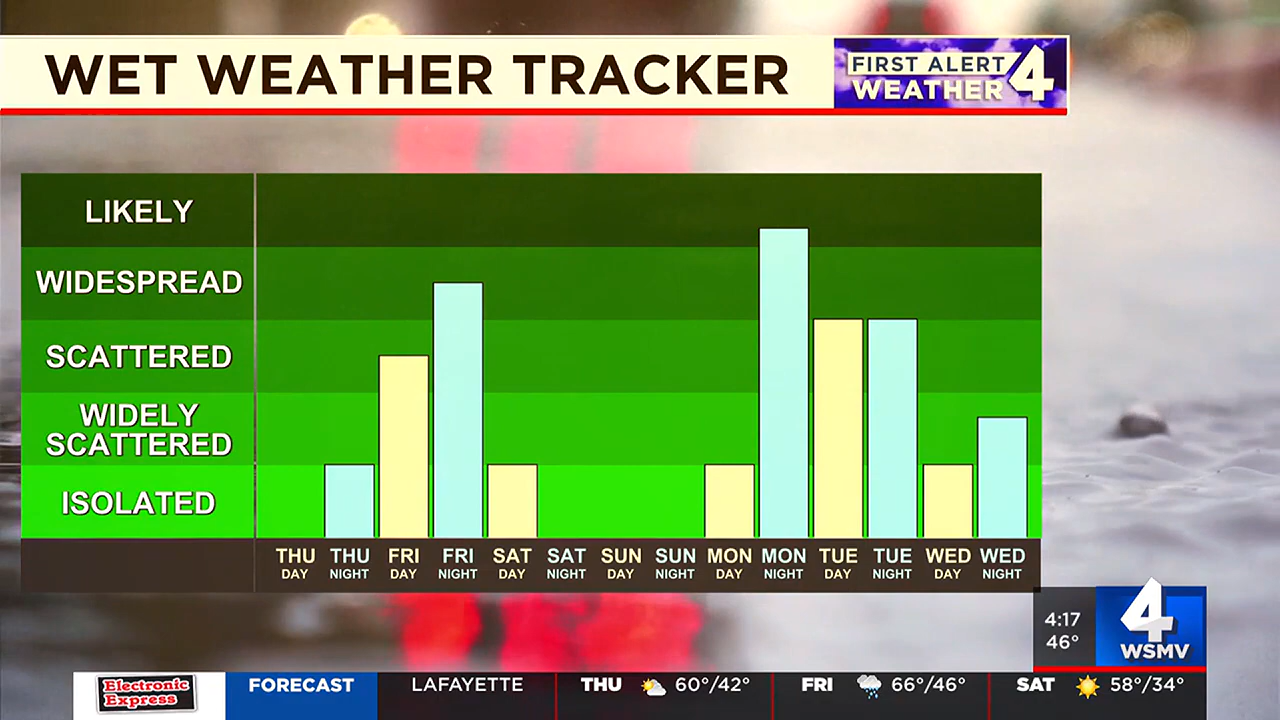 WET WEATHER TRACKER
FIRST ALERT
WEATHER 4
LIKELY
WIDESPREAD
SCATTERED
WIDELY
SCATTERED
ISOLATED
THU FRI FRI SAT SAT SUN SUN MON MON TUE TUE WED WED
THU
DAY NIGHT DAY NIGHT DAY NIGHT DAY NIGHT DAY NIGHT DAY NIGHT DAY NIGHT
4:17
46°
4
WSMV
Electronic
Express
FORECAST LAFAYETTE THU 60°/42° FRI 66°/46° SAT 58°/34°